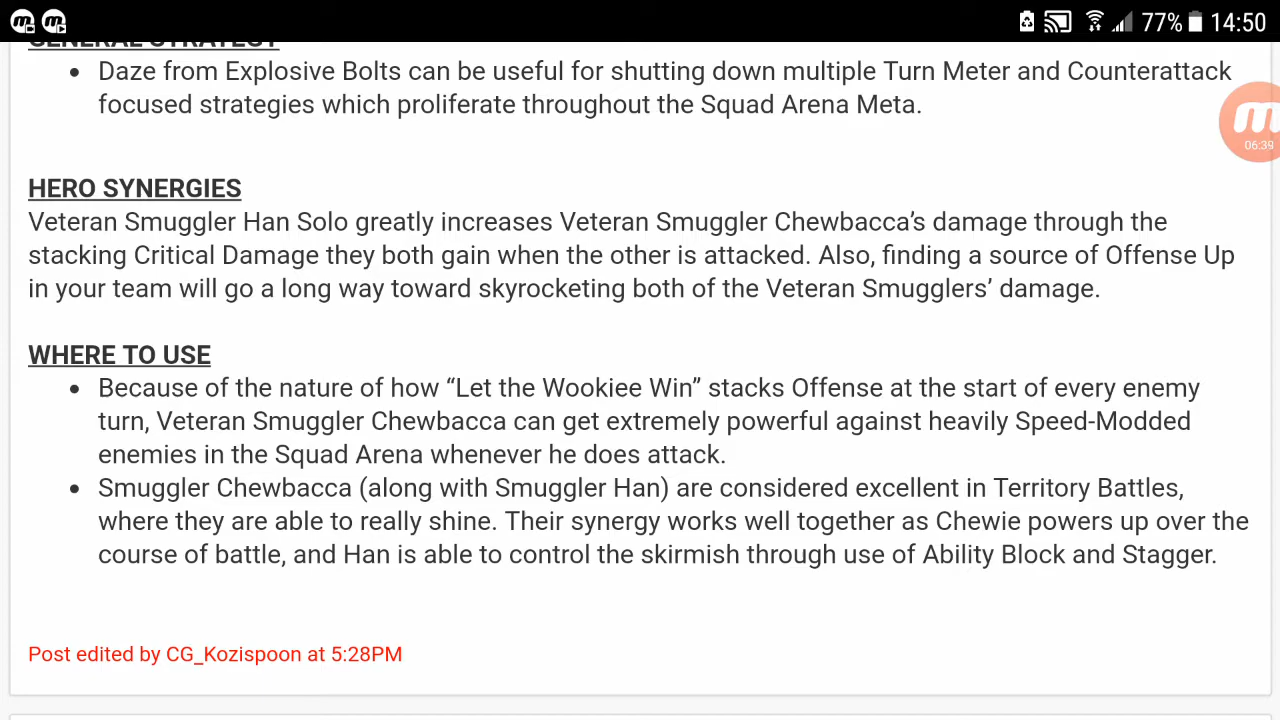 77% 14:50
GENERAL STRATEGY
• Daze from Explosive Bolts can be useful for shutting down multiple Turn Meter and Counterattack
focused strategies which proliferate throughout the Squad Arena Meta.
06:39
HERO SYNERGIES
Veteran Smuggler Han Solo greatly increases Veteran Smuggler Chewbacca’s damage through the
stacking Critical Damage they both gain when the other is attacked. Also, finding a source of Offense Up
in your team will go a long way toward skyrocketing both of the Veteran Smugglers’ damage.
WHERE TO USE
• Because of the nature of how “Let the Wookiee Win” stacks Offense at the start of every enemy
turn, Veteran Smuggler Chewbacca can get extremely powerful against heavily Speed-Modded
enemies in the Squad Arena whenever he does attack.
• Smuggler Chewbacca (along with Smuggler Han) are considered excellent in Territory Battles,
where they are able to really shine. Their synergy works well together as Chewie powers up over the
course of battle, and Han is able to control the skirmish through use of Ability Block and Stagger.
Post edited by CG_Kozispoon at 5:28PM